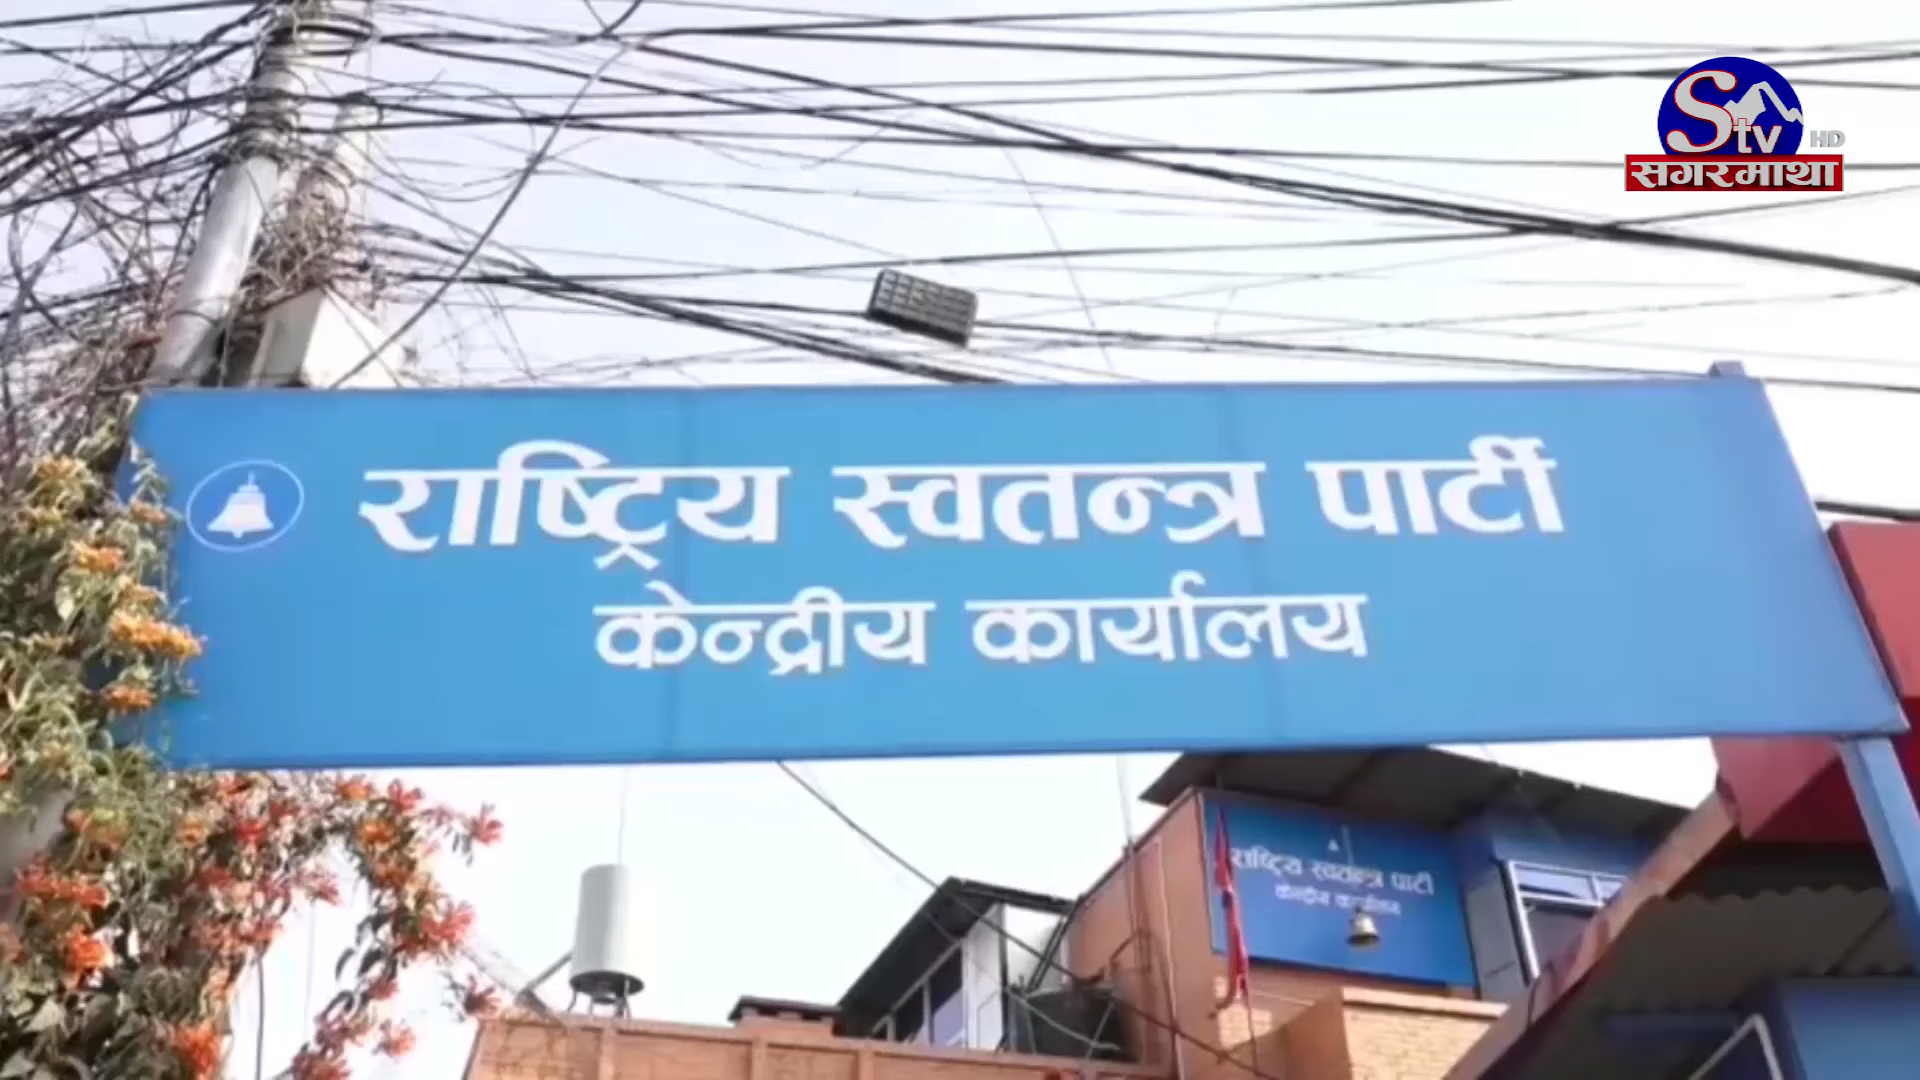 Stv HD
सगरमाथा
राष्ट्रिय स्वतन्त्र पार्टी
केन्द्रीय कार्यालय
राष्ट्रिय स्वतन्त्र पार्टी
केन्द्रीय कार्यालय